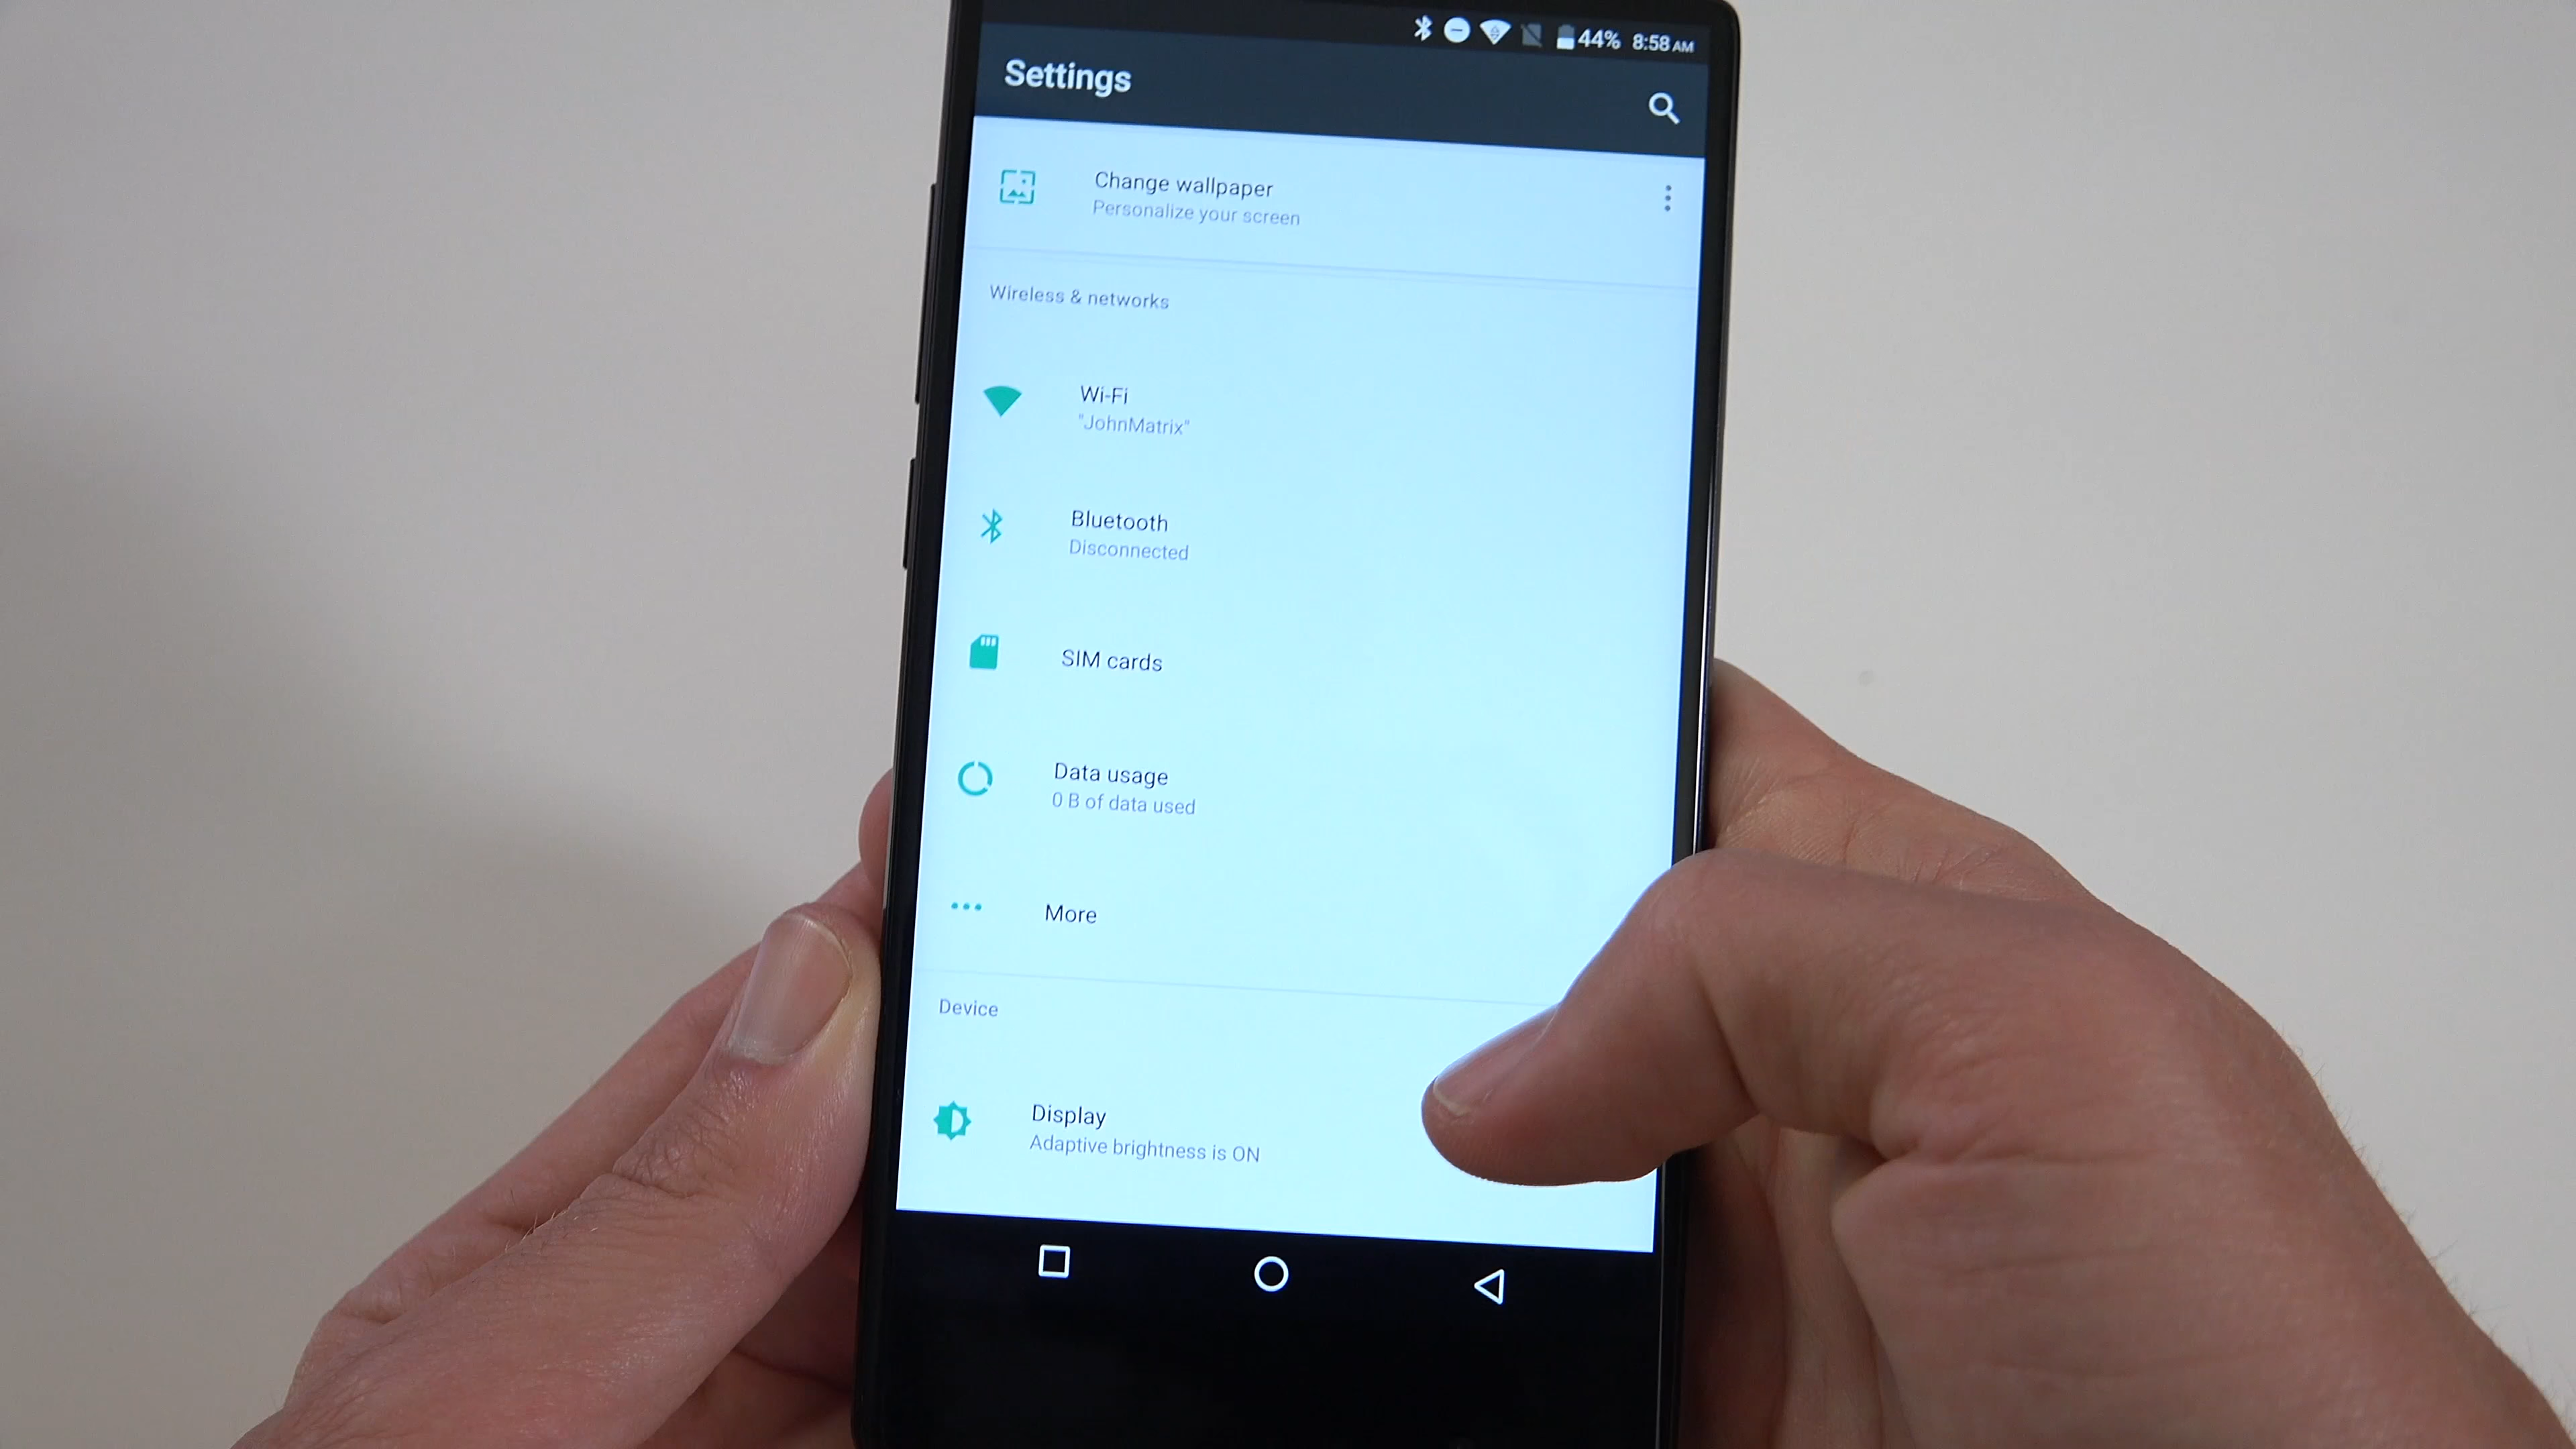 44% 8:58 AM
Settings
Change wallpaper
Personalize your screen
Wireless & networks
Wi-Fi
"JohnMatrix"
Bluetooth
Disconnected
SIM cards
Data usage
0 B of data used
More
Device
Display
Adaptive brightness is ON